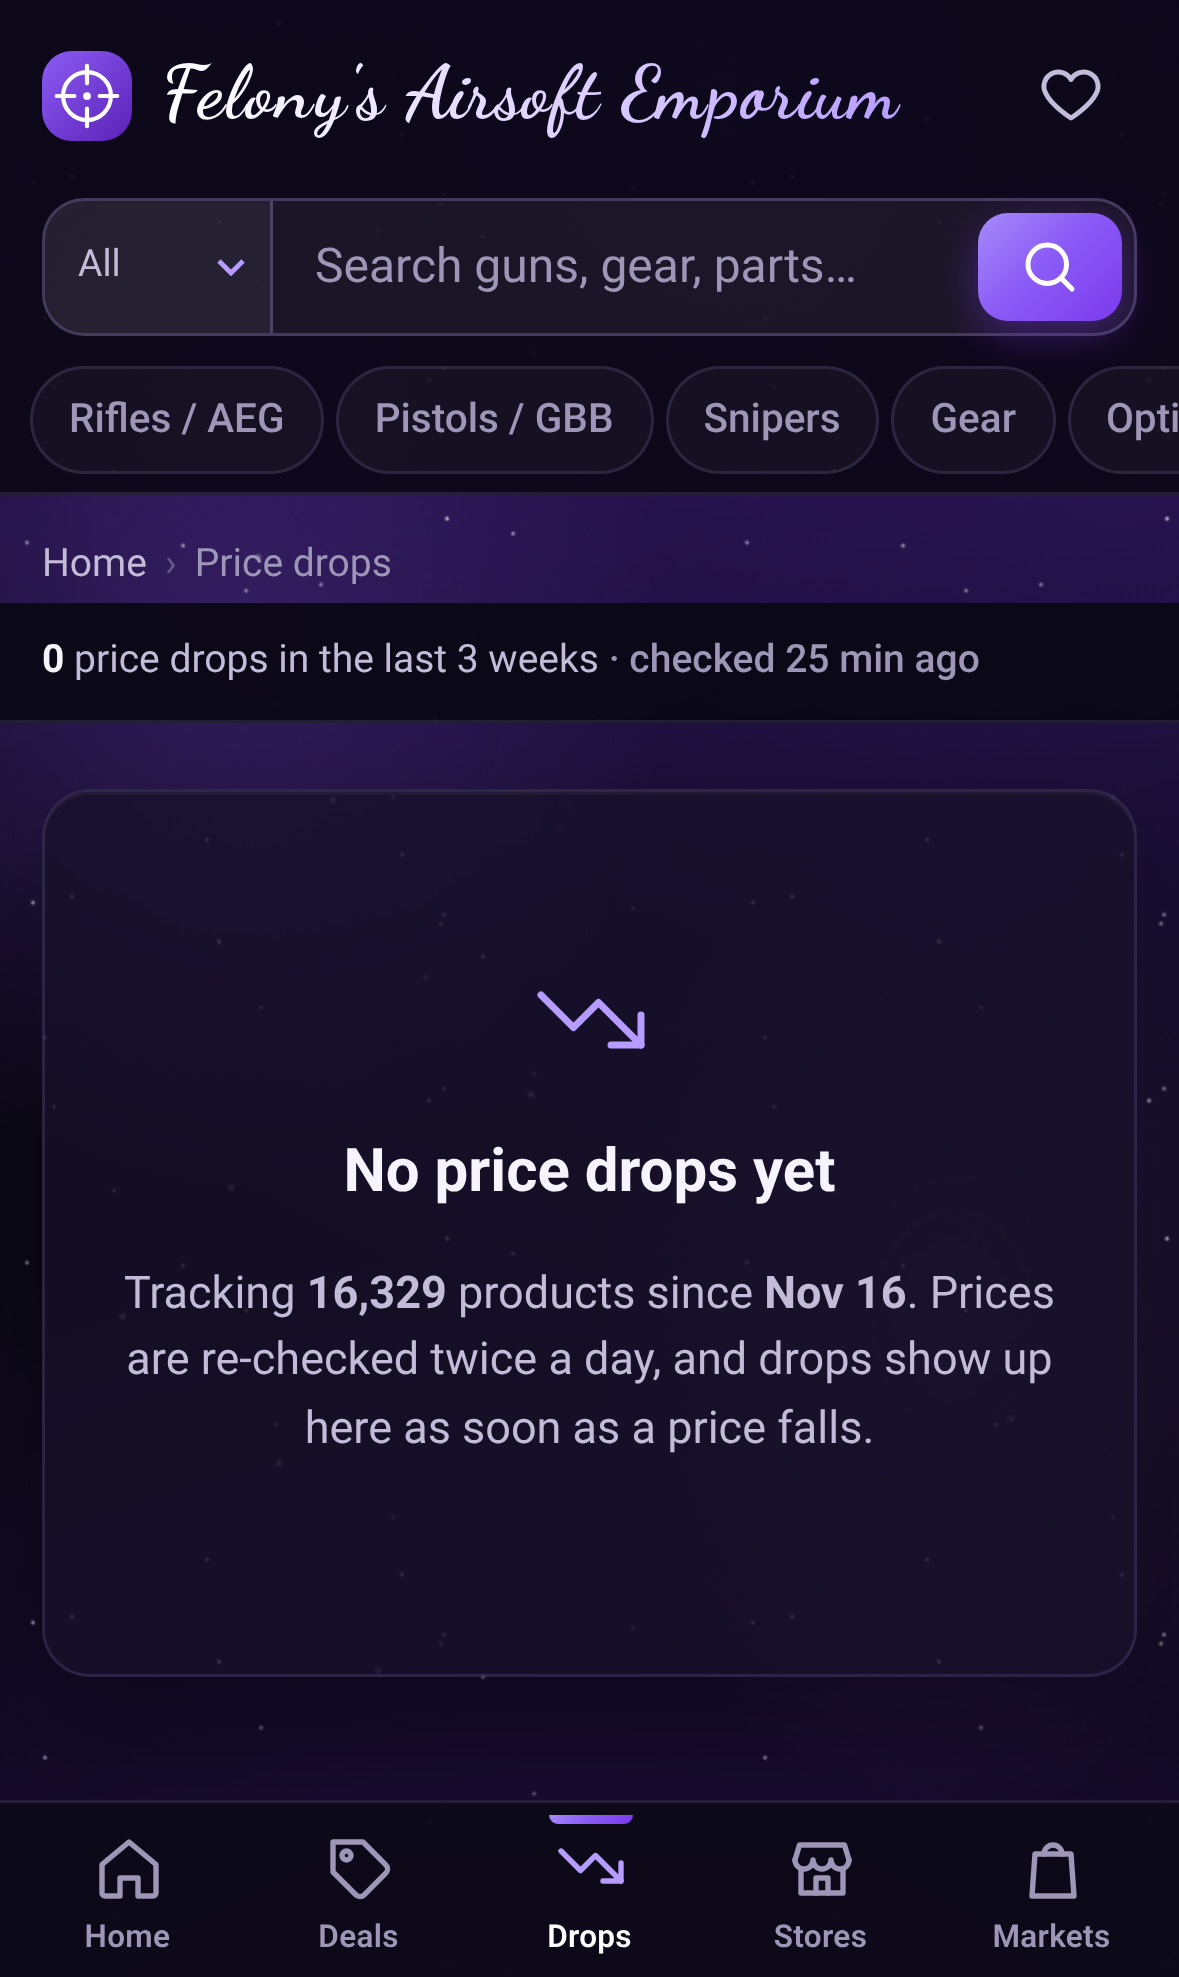 Felony's Airsoft Emporium
All
Search guns, gear, parts...
Rifles / AEG
Pistols / GBB
Snipers
Gear
Opti
Home › Price drops
0 price drops in the last 3 weeks · checked 25 min ago
No price drops yet
Tracking 16,329 products since Nov 16. Prices
are re-checked twice a day, and drops show up
here as soon as a price falls.
Home
Deals
Drops
Stores
Markets